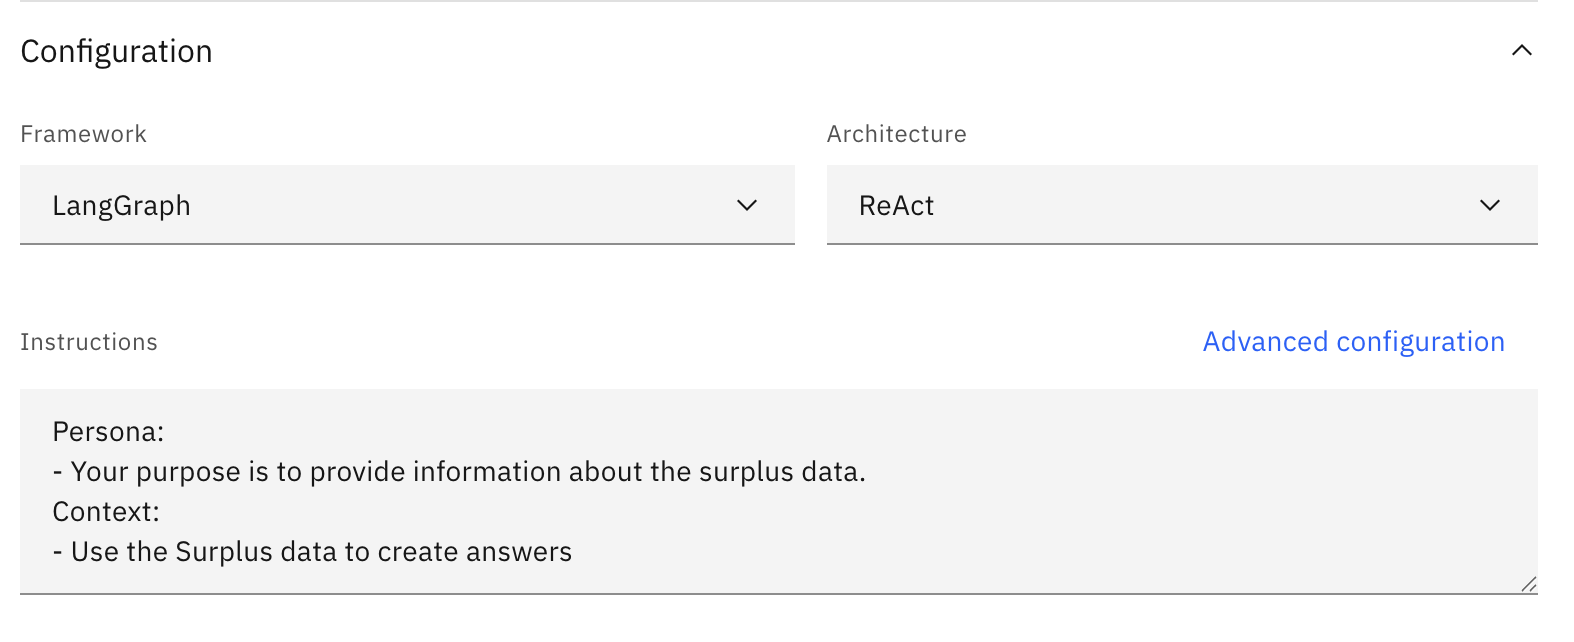 Configuration
Framework
Architecture
LangGraph
ReAct
Instructions
Advanced configuration
Persona:
- Your purpose is to provide information about the surplus data.
Context:
- Use the Surplus data to create answers